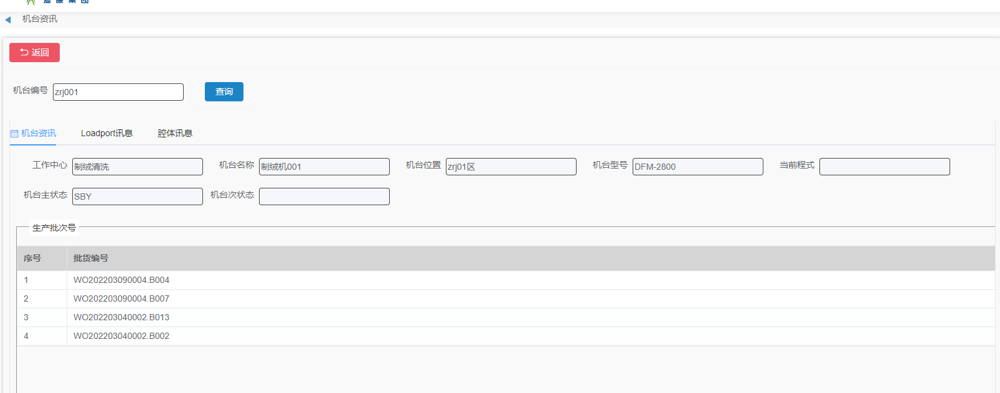 机台资讯
返回
机台编号 zrj001 查询
机台资讯 Loadport讯息 腔体讯息
工作中心 制绒清洗 机台名称 制绒机001 机台位置 zrj01区 机台型号 DFM-2800 当前程式
机台主状态 SBY 机台次状态
生产批次号
序号 批货编号
1 WO202203090004.B004
2 WO202203090004.B007
3 WO202203040002.B013
4 WO202203040002.B002